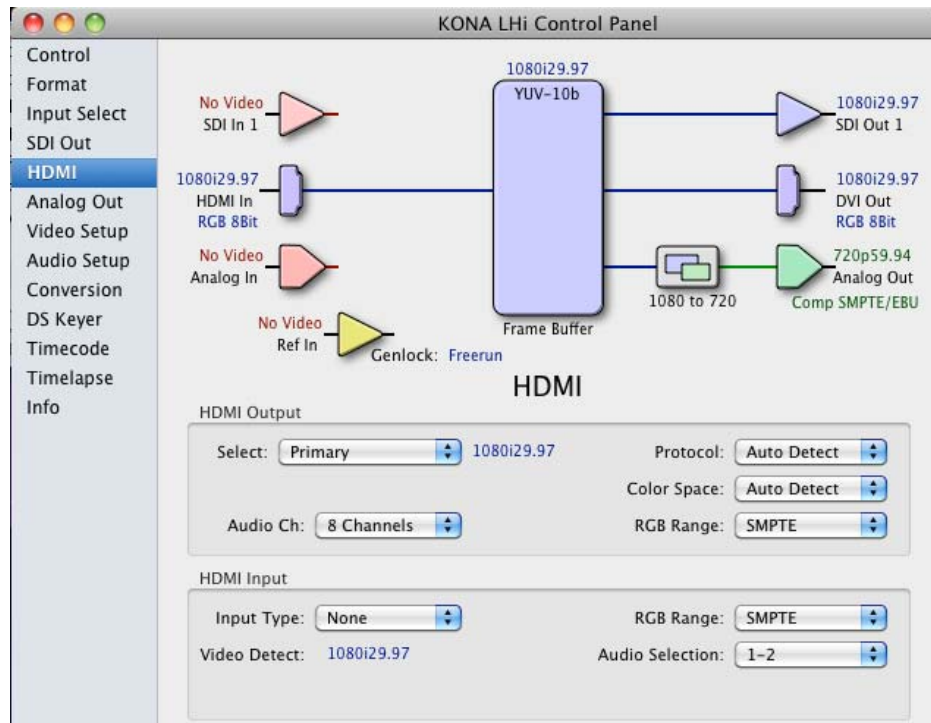 KONA LHi Control Panel
Control
Format
Input Select
SDI Out
HDMI
Analog Out
Video Setup
Audio Setup
Conversion
DS Keyer
Timecode
Timelapse
Info
1080i29.97
YUV-10b
No Video
SDI In 1
1080i29.97
SDI Out 1
1080i29.97
HDMI In
RGB 8Bit
1080i29.97
DVI Out
RGB 8Bit
No Video
Analog In
1080 to 720
720p59.94
Analog Out
Comp SMPTE/EBU
No Video
Ref In
Genlock: Freerun
Frame Buffer
HDMI
HDMI Output
Select: Primary 1080i29.97
Protocol: Auto Detect
Color Space: Auto Detect
Audio Ch: 8 Channels
RGB Range: SMPTE
HDMI Input
Input Type: None
RGB Range: SMPTE
Video Detect: 1080i29.97
Audio Selection: 1-2